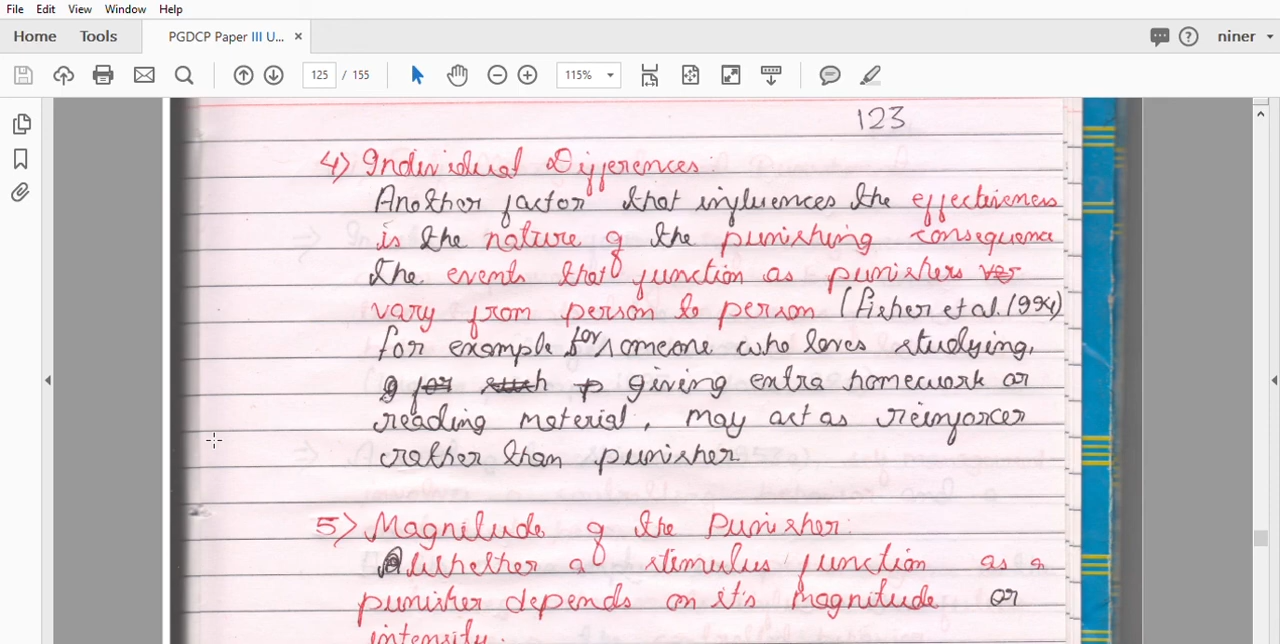 File Edit View Window Help
Home Tools PGDCP Paper III U... × niner
125 / 155 115%
123
4) Individual Differences:
Another factor that influences the effectiveness
is the nature of the punishing consequence
the events that function as punishers ver
vary from person to person (Fisher et al. 1994)
for example for someone who loves studying,
giving extra homework or
reading material, may act as reinforcer
rather than punisher.
5) Magnitude of the Punisher:
Whether a stimulus function as a
punisher depends on it's magnitude or
intensity.